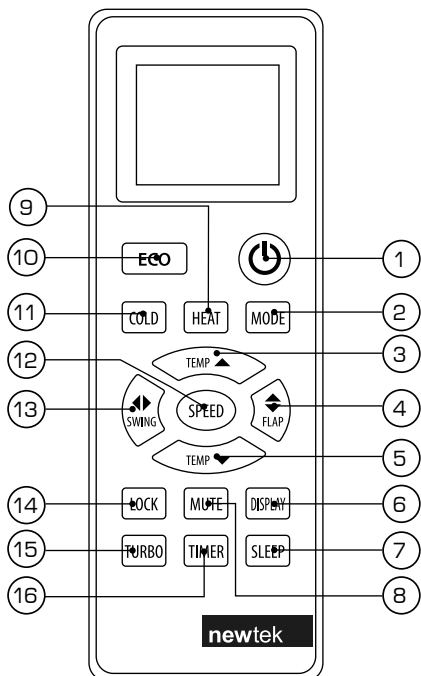 9
10 ECO 1
11 COLD HEAT MODE 2
12 TEMP 3
13 SWING SPEED FLAP 4
TEMP 5
14 LOCK MUTE DISPLAY 6
15 TURBO TIMER SLEEP 7
16 8
newtek